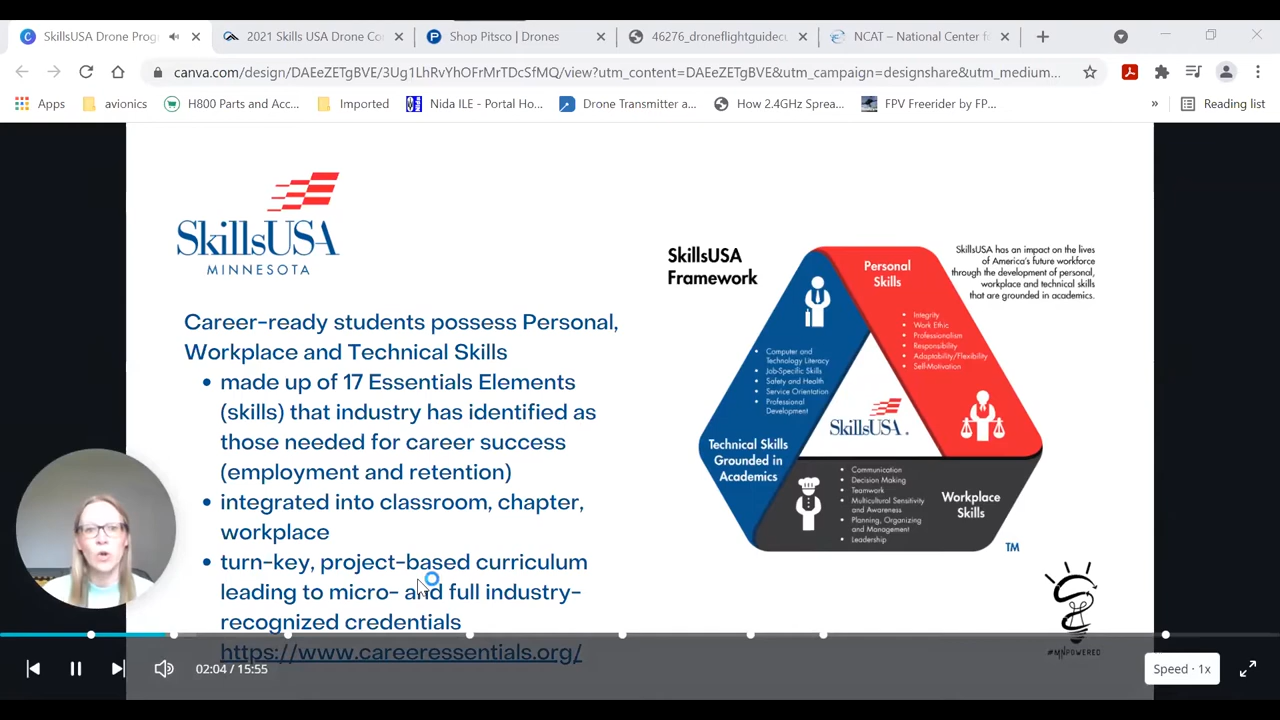 SkillsUSA Drone Prog
2021 Skills USA Drone Co
Shop Pitsco | Drones
46276_droneflightguidecu
NCAT – National Center f
canva.com/design/DAEeZETgBVE/3Ug1LhRvYhOFrMrTDcSfMQ/view?utm_content=DAEeZETgBVE&utm_campaign=designshare&utm_medium...
Apps
avionics
H800 Parts and Acc...
Imported
Nida ILE - Portal Ho...
Drone Transmitter a...
How 2.4GHz Sprea...
FPV Freerider by FP...
»
Reading list
SkillsUSA
MINNESOTA
Career-ready students possess Personal,
Workplace and Technical Skills
• made up of 17 Essentials Elements
(skills) that industry has identified as
those needed for career success
(employment and retention)
• integrated into classroom, chapter,
workplace
• turn-key, project-based curriculum
leading to micro- and full industry-
recognized credentials
https://www.careeressentials.org/
SkillsUSA
Framework
SkillsUSA has an impact on the lives
of America's future workforce
through the development of personal,
workplace and technical skills
that are grounded in academics.
Personal
Skills
• Integrity
• Work Ethic
• Professionalism
• Responsibility
• Adaptability/Flexibility
• Self-Motivation
• Computer and
Technology Literacy
• Job-Specific Skills
• Safety and Health
• Service Orientation
• Professional
Development
Technical Skills
Grounded in
Academics
SkillsUSA
• Communication
• Decision Making
• Teamwork
• Multicultural Sensitivity
and Awareness
• Planning, Organizing
and Management
• Leadership
Workplace
Skills
TM
#MNPOWERED
02:04 / 15:55
Speed · 1x